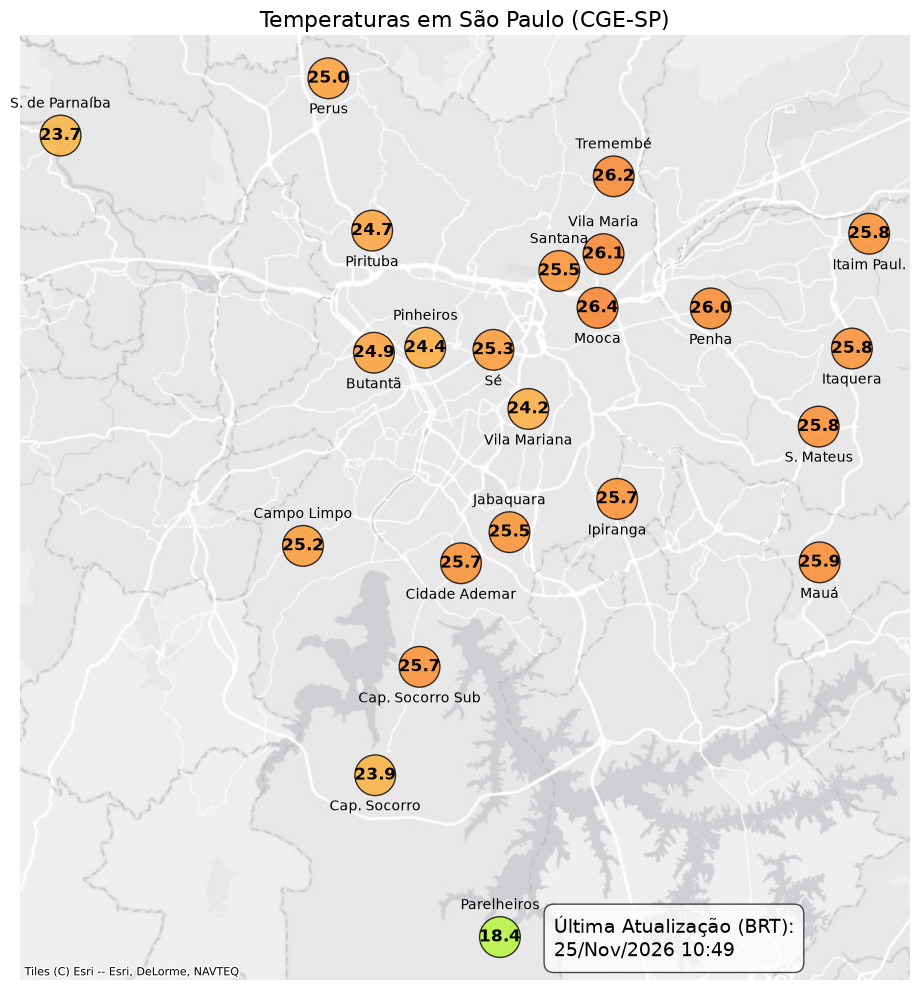 Temperaturas em São Paulo (CGE-SP)
25.0
Perus
S. de Parnaíba
23.7
Tremembé
26.2
24.7
Pirituba
Vila Maria
26.1
Santana
25.5
25.8
Itaim Paul.
26.4
Mooca
26.0
Penha
Pinheiros
24.4
24.9
Butantã
25.3
Sé
25.8
Itaquera
24.2
Vila Mariana
25.8
S. Mateus
25.7
Ipiranga
Jabaquara
25.5
Campo Limpo
25.2
25.7
Cidade Ademar
25.9
Mauá
25.7
Cap. Socorro Sub
23.9
Cap. Socorro
Parelheiros
18.4
Última Atualização (BRT):
25/Nov/2026 10:49
Tiles (C) Esri -- Esri, DeLorme, NAVTEQ